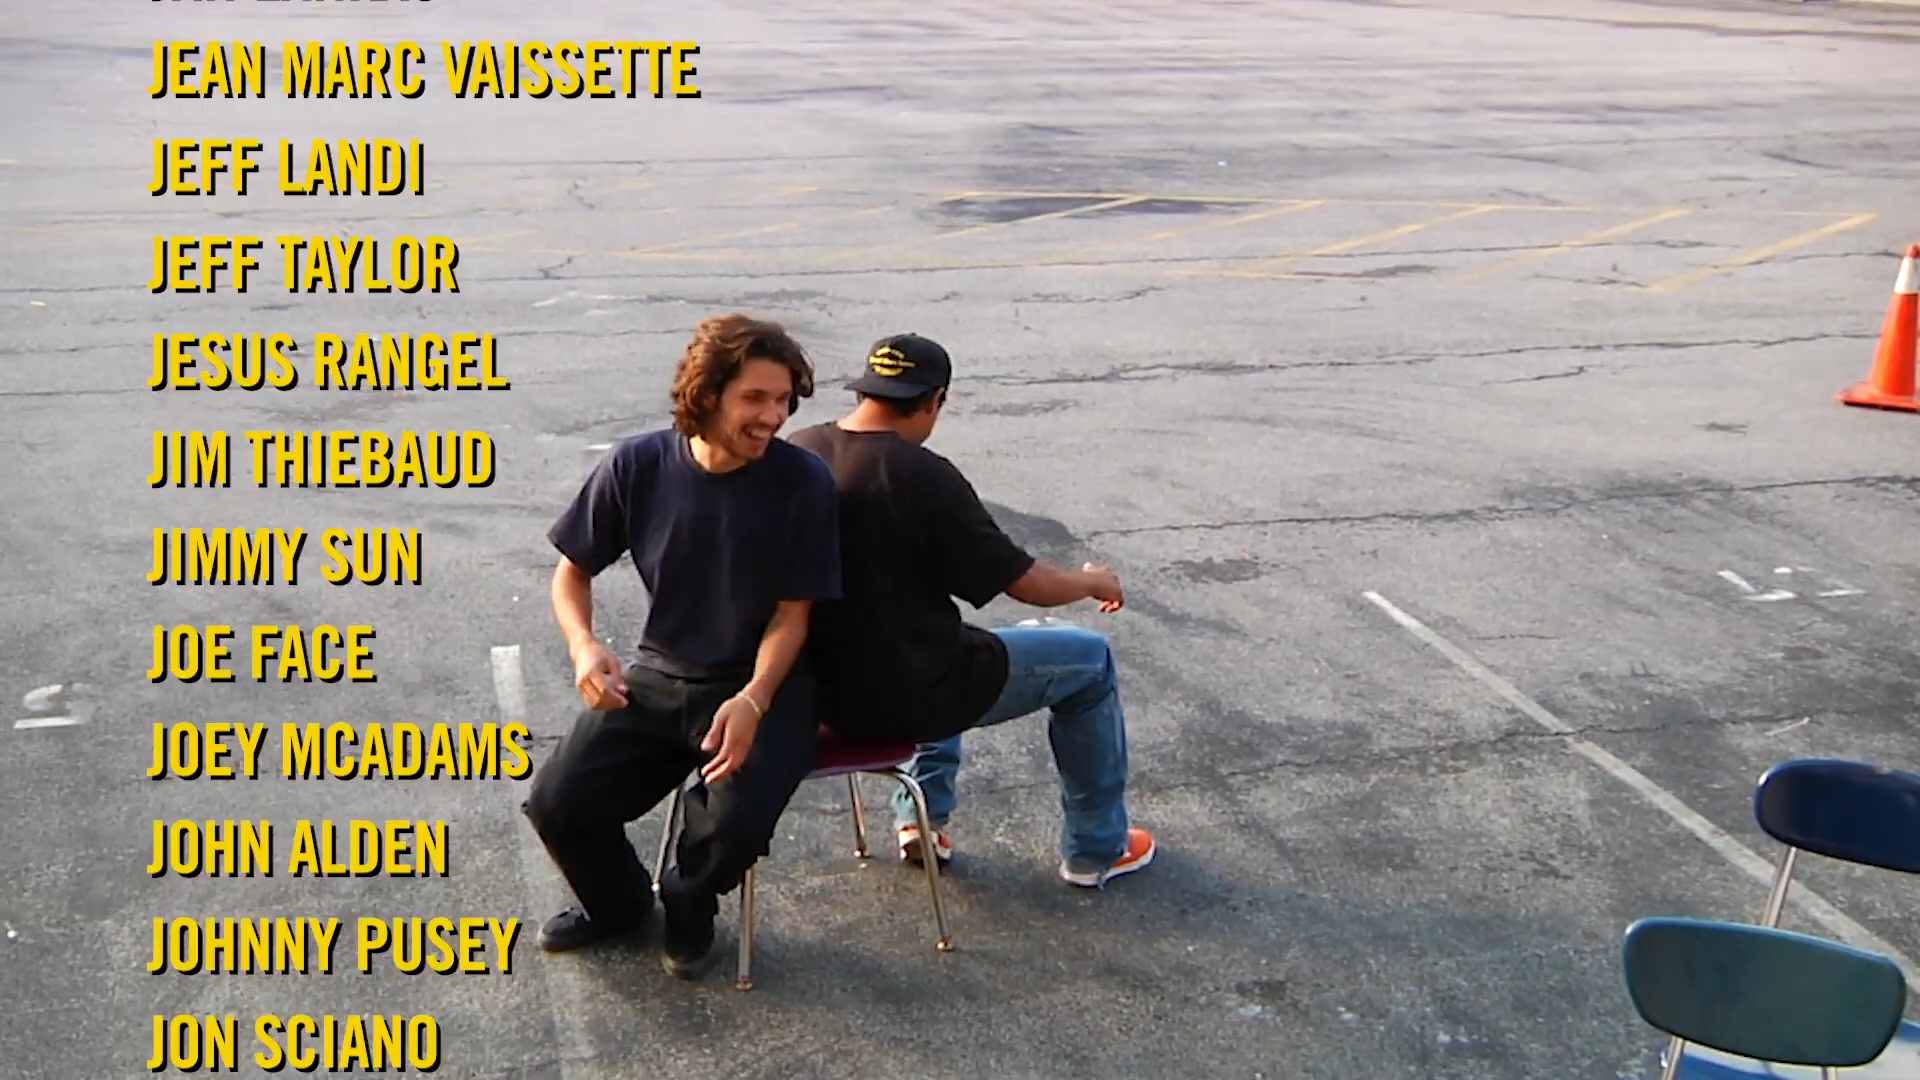 JEAN MARC VAISSETTE
JEFF LANDI
JEFF TAYLOR
JESUS RANGEL
JIM THIEBAUD
JIMMY SUN
JOE FACE
JOEY MCADAMS
JOHN ALDEN
JOHNNY PUSEY
JON SCIANO